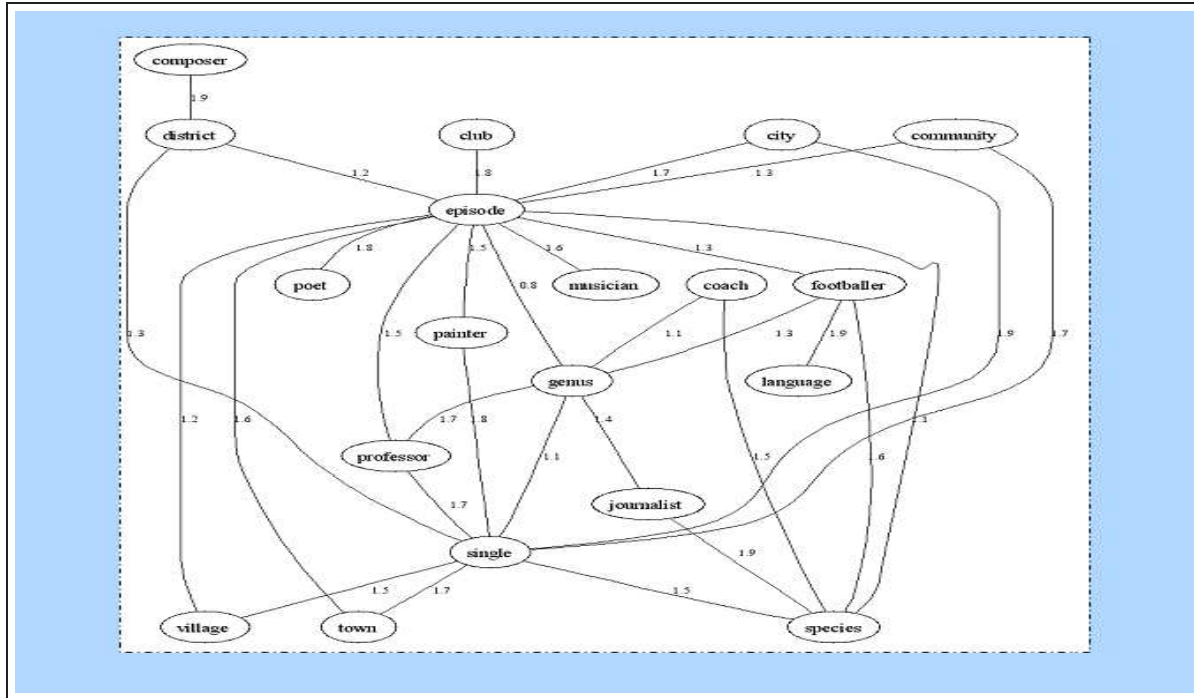 composer
1.9
district club city community
1.2 1.8 1.7 1.3
episode
1.8 1.5 1.6 1.3
poet musician coach footballer
0.8
1.3 1.5 painter 1.1 1.3 1.9 1.9 1.7
genus language
1.2 1.6 1.7 1.8 1.4
professor 1.1 1.5 1.6
1.7 journalist
single 1.9
1.5 1.7 1.5
village town species